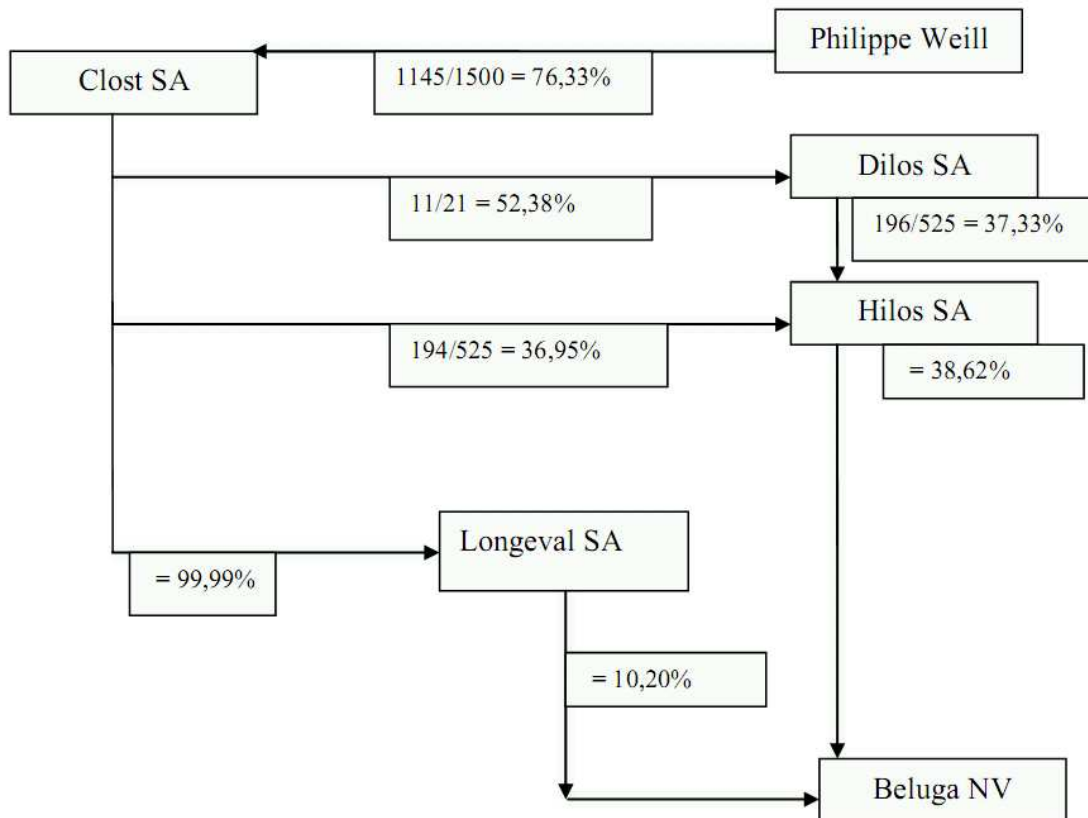 Philippe Weill
Clost SA
1145/1500 = 76,33%
Dilos SA
11/21 = 52,38%
196/525 = 37,33%
Hilos SA
194/525 = 36,95%
= 38,62%
Longeval SA
= 99,99%
= 10,20%
Beluga NV